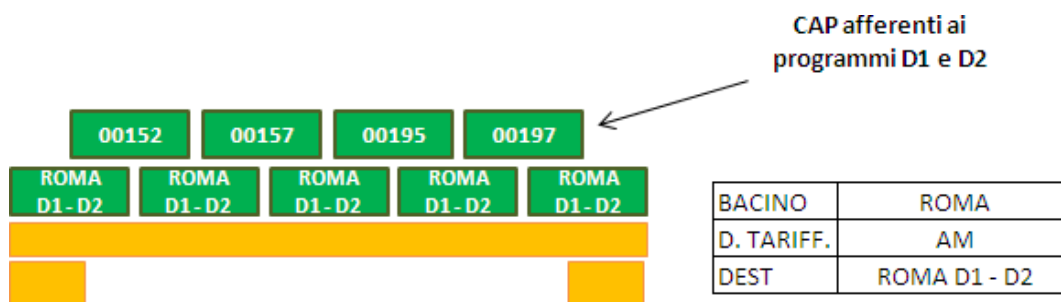 CAP afferenti ai
programmi D1 e D2
00152 00157 00195 00197
ROMA ROMA ROMA ROMA ROMA
D1 - D2 D1 - D2 D1 - D2 D1 - D2 D1 - D2
BACINO ROMA
D. TARIFF. AM
DEST ROMA D1 - D2